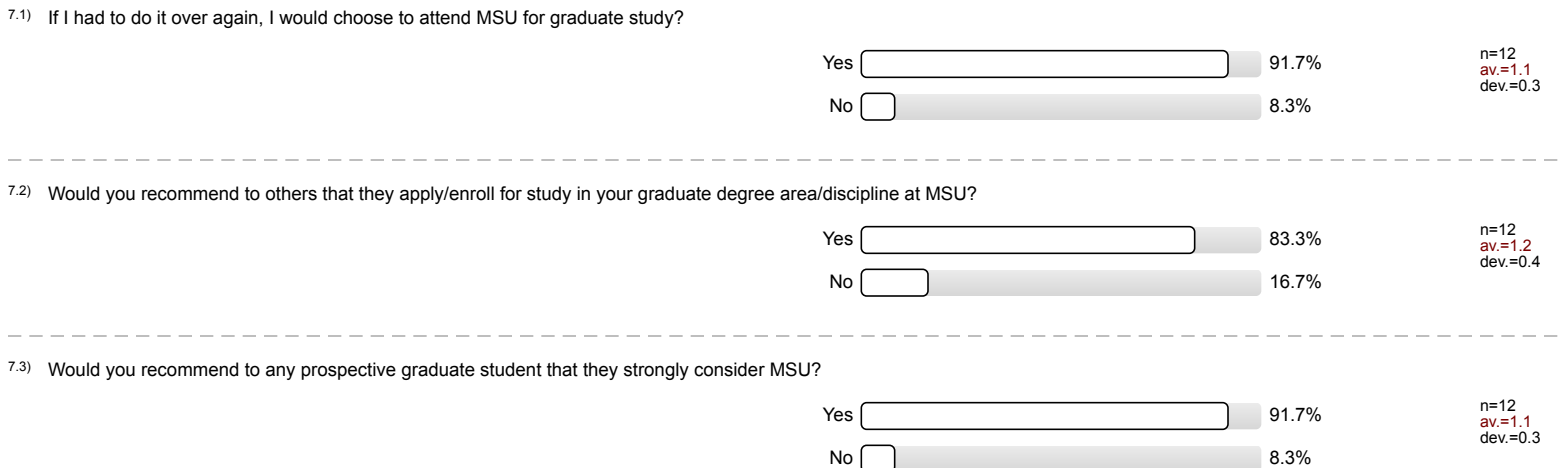 7.1) If I had to do it over again, I would choose to attend MSU for graduate study?
Yes 91.7%
n=12
av.=1.1
dev.=0.3
No 8.3%
7.2) Would you recommend to others that they apply/enroll for study in your graduate degree area/discipline at MSU?
Yes 83.3%
n=12
av.=1.2
dev.=0.4
No 16.7%
7.3) Would you recommend to any prospective graduate student that they strongly consider MSU?
Yes 91.7%
n=12
av.=1.1
dev.=0.3
No 8.3%